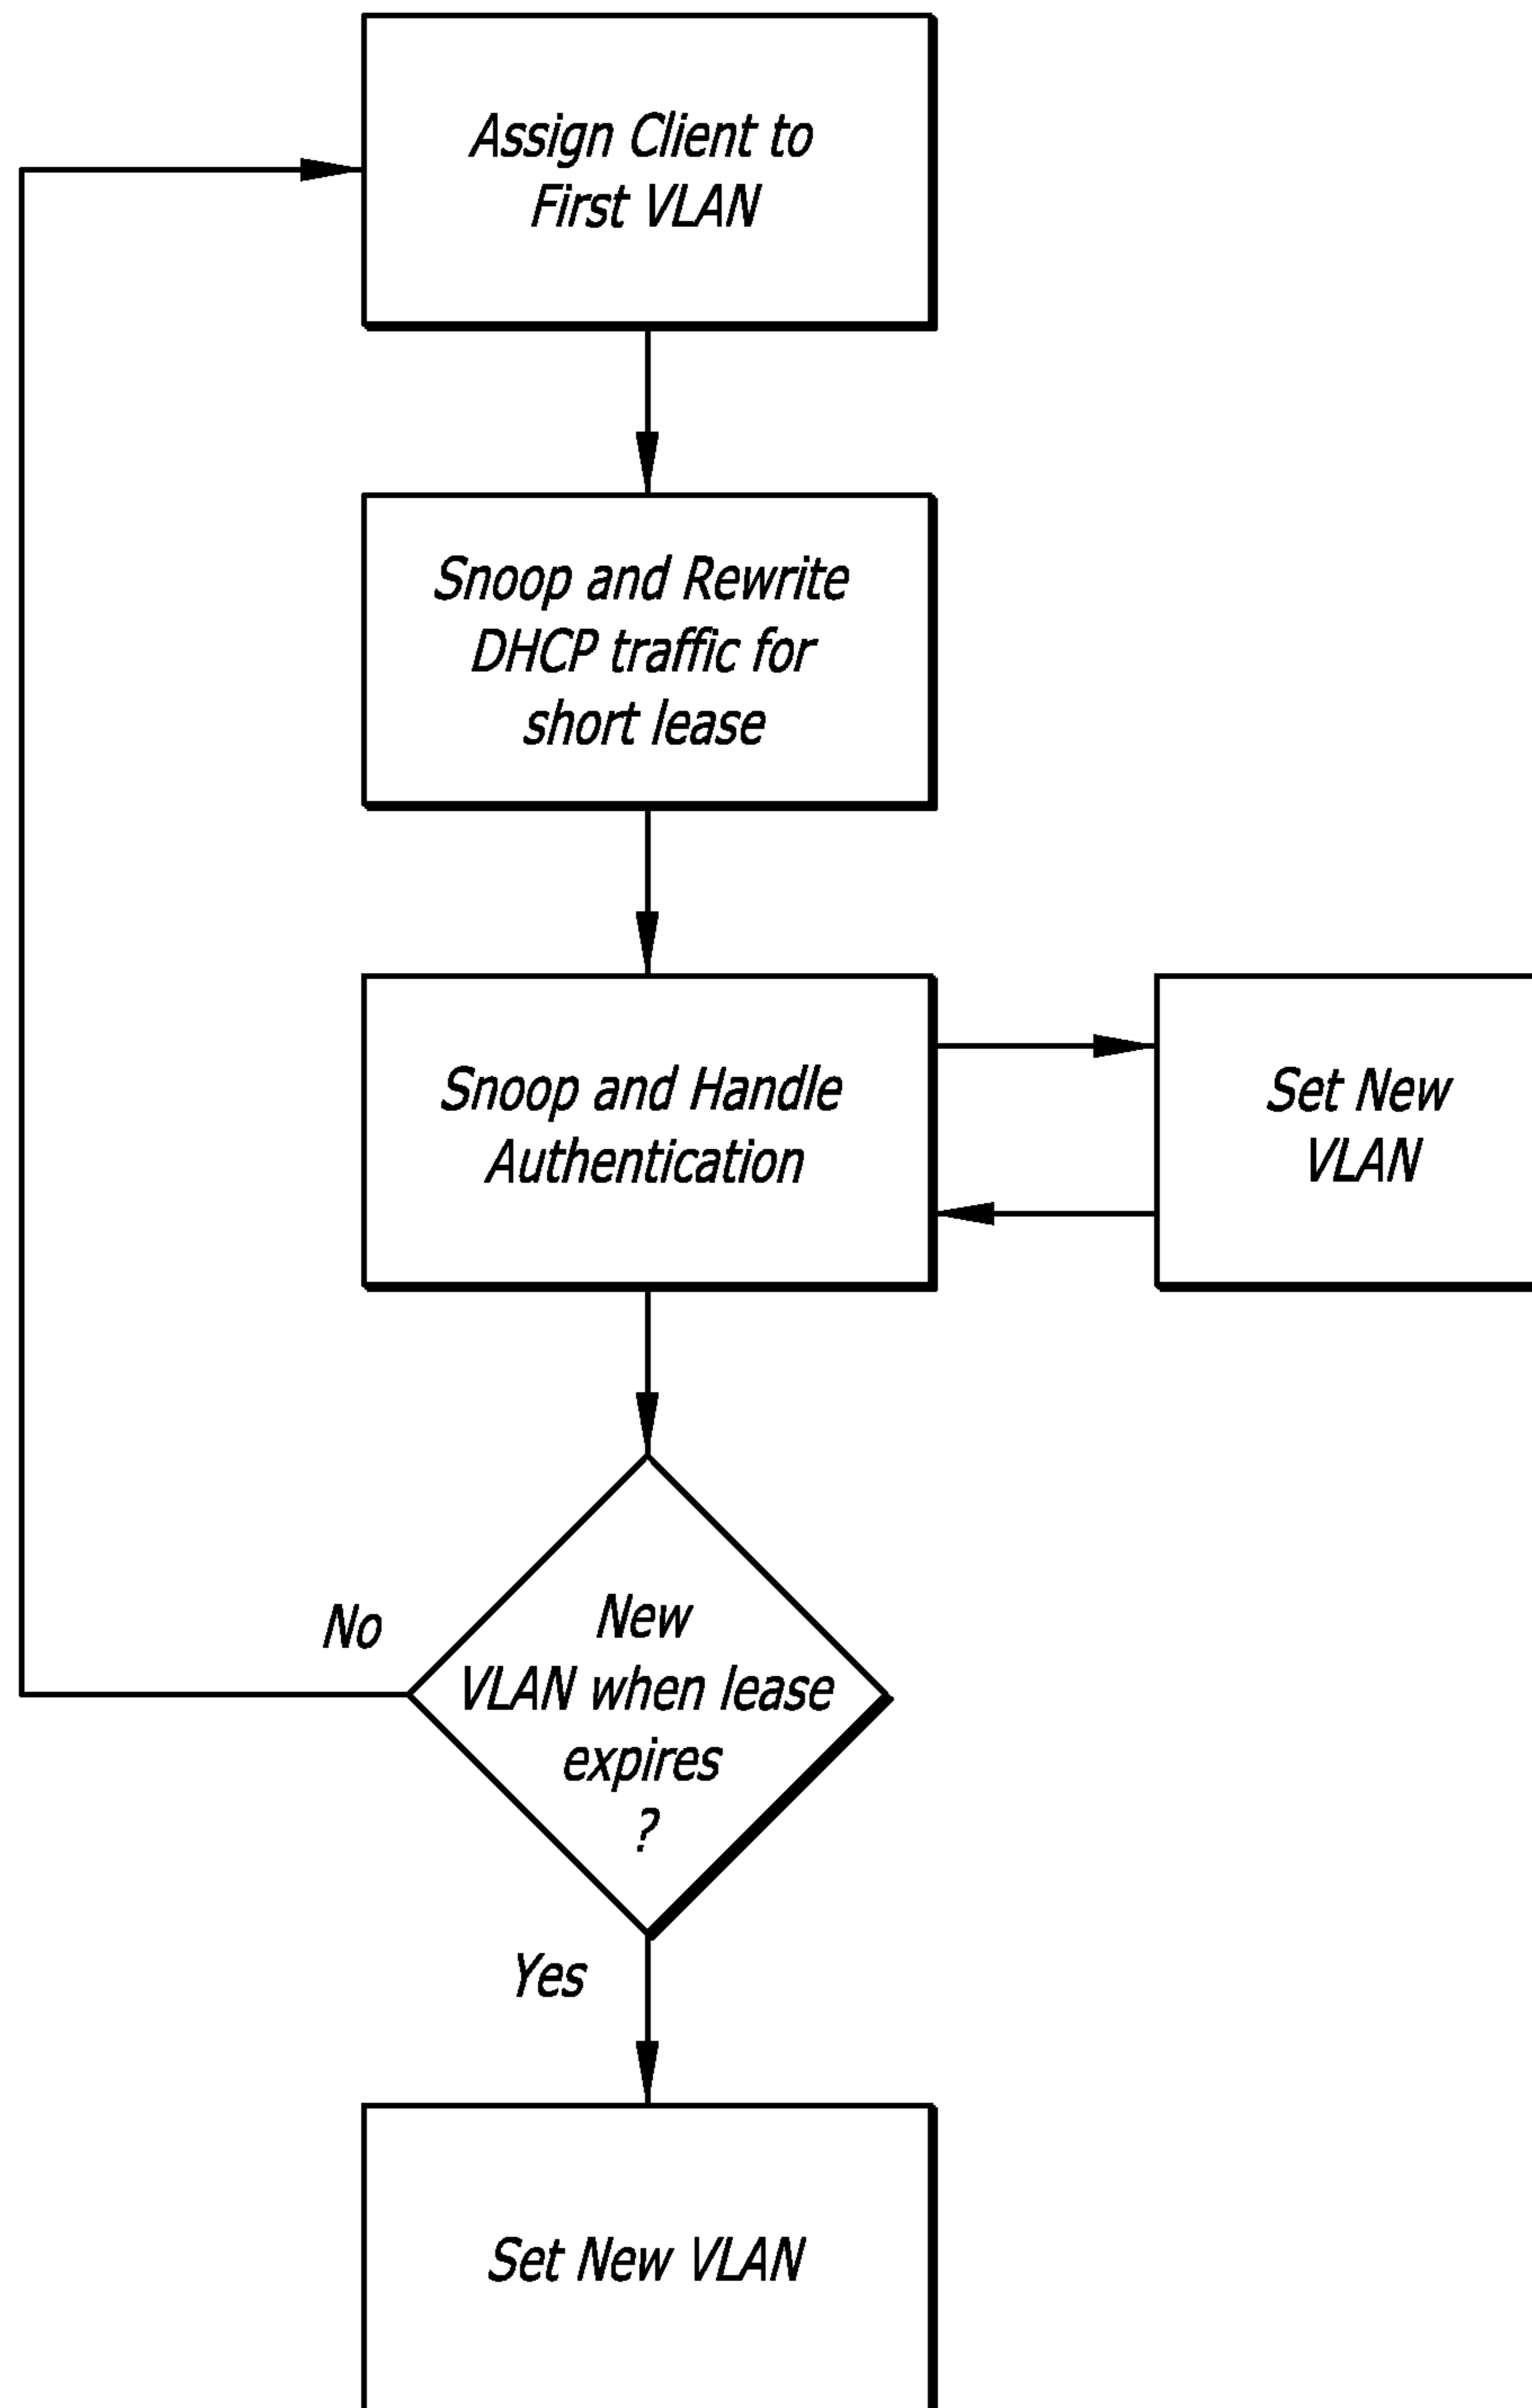 Assign Client to
First VLAN
Snoop and Rewrite
DHCP traffic for
short lease
Snoop and Handle
Authentication
Set New
VLAN
New
VLAN when lease
expires
?
No
Yes
Set New VLAN